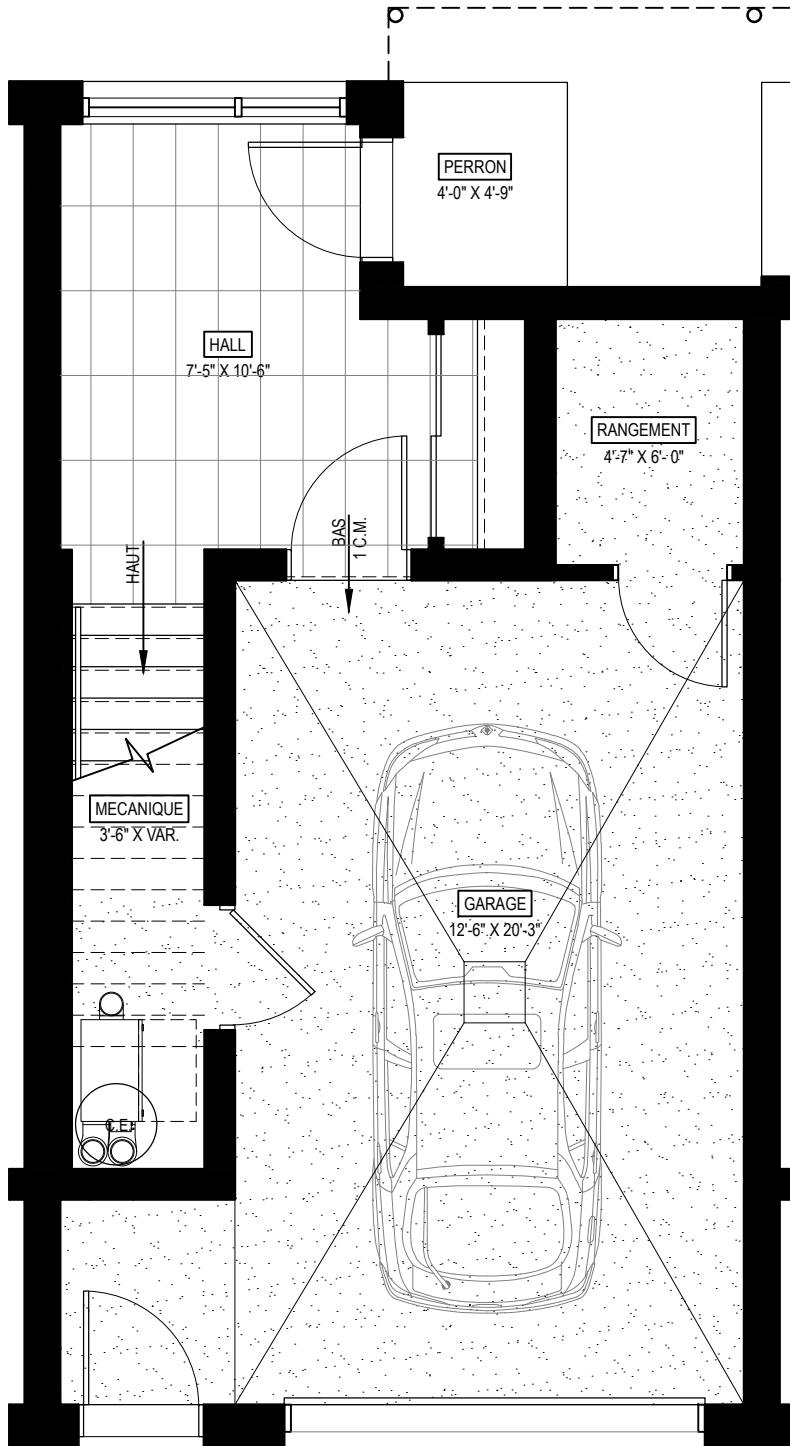 PERRON
4'-0" X 4'-9"
HALL
7'-5" X 10'-6"
RANGEMENT
4'-7" X 6'-0"
HAUT
BAS
1 C.M.
MECANIQUE
3'-6" X VAR.
GARAGE
12'-6" X 20'-3"
C.E.